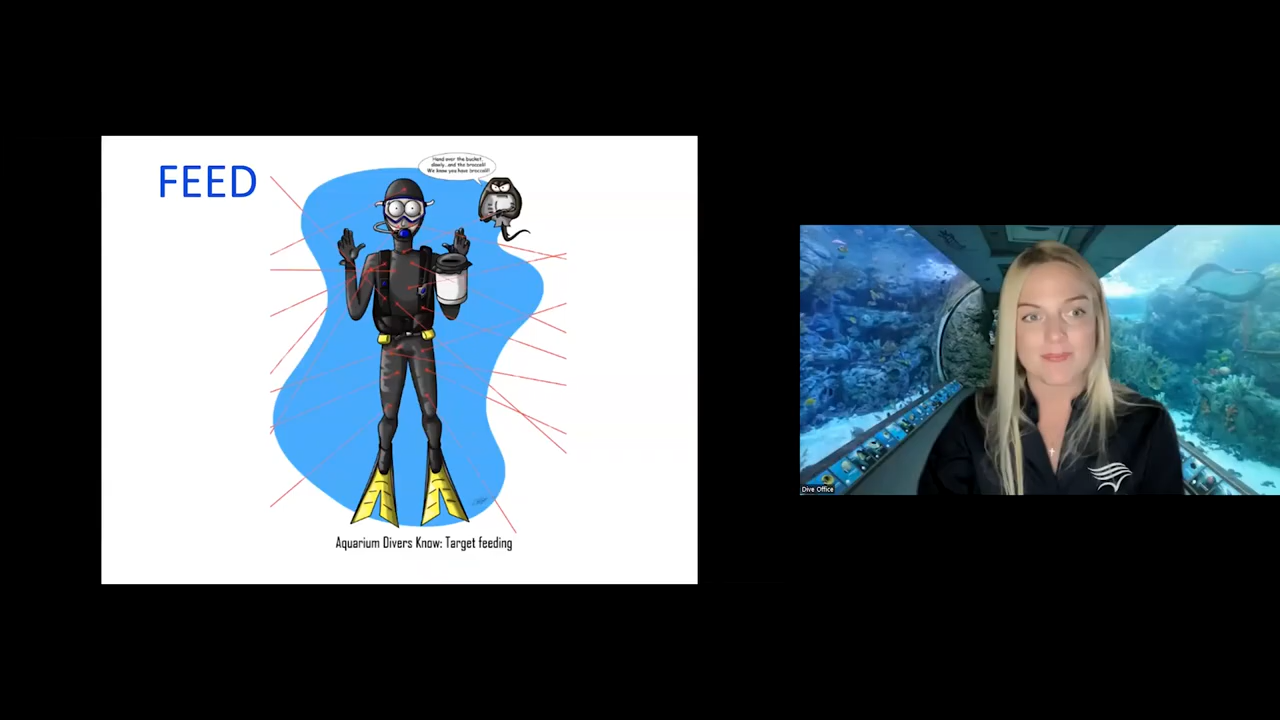 FEED
Hand over the bucket,
slowly...and the broccoli!
We know you have broccoli!
Aquarium Divers Know: Target feeding
Dive Office